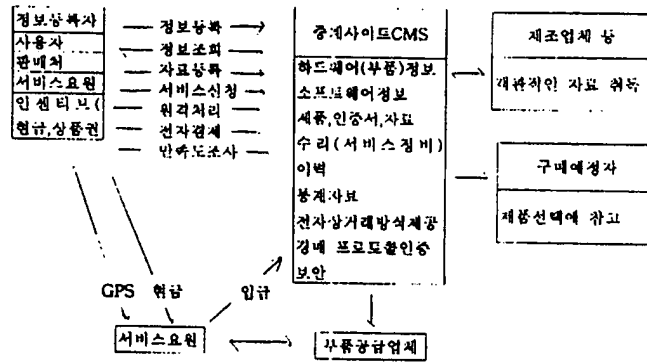 정보등록자
사용자
판매처
서비스요원
인센티브(
현금,상품권
정보등록
정보조회
자료등록
서비스신청
원격처리
전자결제
만족도조사
중계사이트CMS
하드웨어(부품)정보
소프트웨어정보
제품,인증서,자료
수리(서비스정비)
이력
통계자료
전자상거래방식제공
경매 프로토콜인증
보안
제조업체 등
객관적인 자료 취득
구매예정자
제품선택에 참고
GPS 현금
입급
서비스요원
부품공급업체